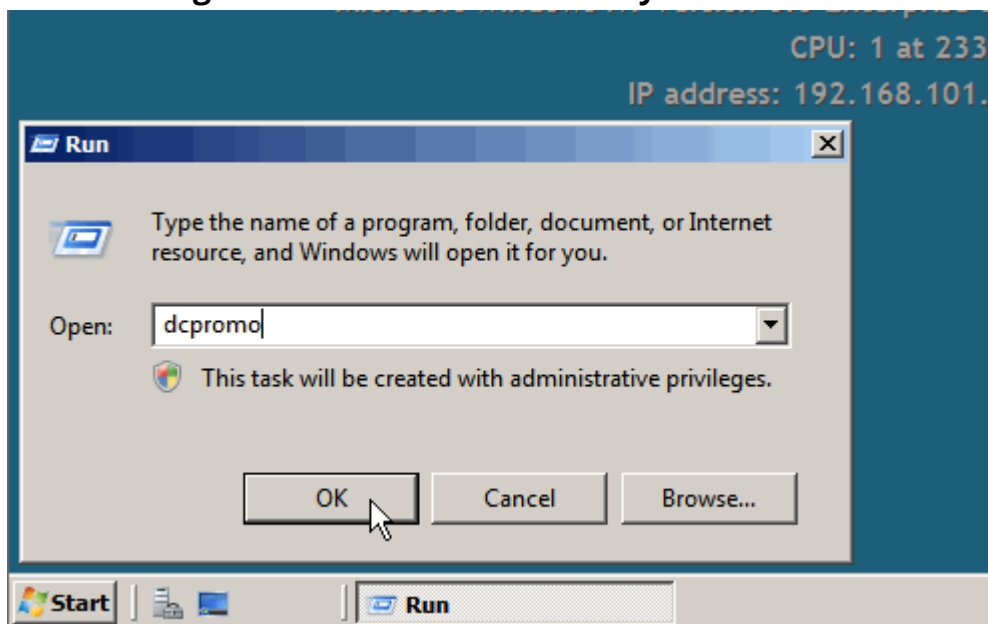 CPU: 1 at 233
IP address: 192.168.101.
Run
Type the name of a program, folder, document, or Internet
resource, and Windows will open it for you.
Open: dcpromo
This task will be created with administrative privileges.
OK Cancel Browse...
Start Run